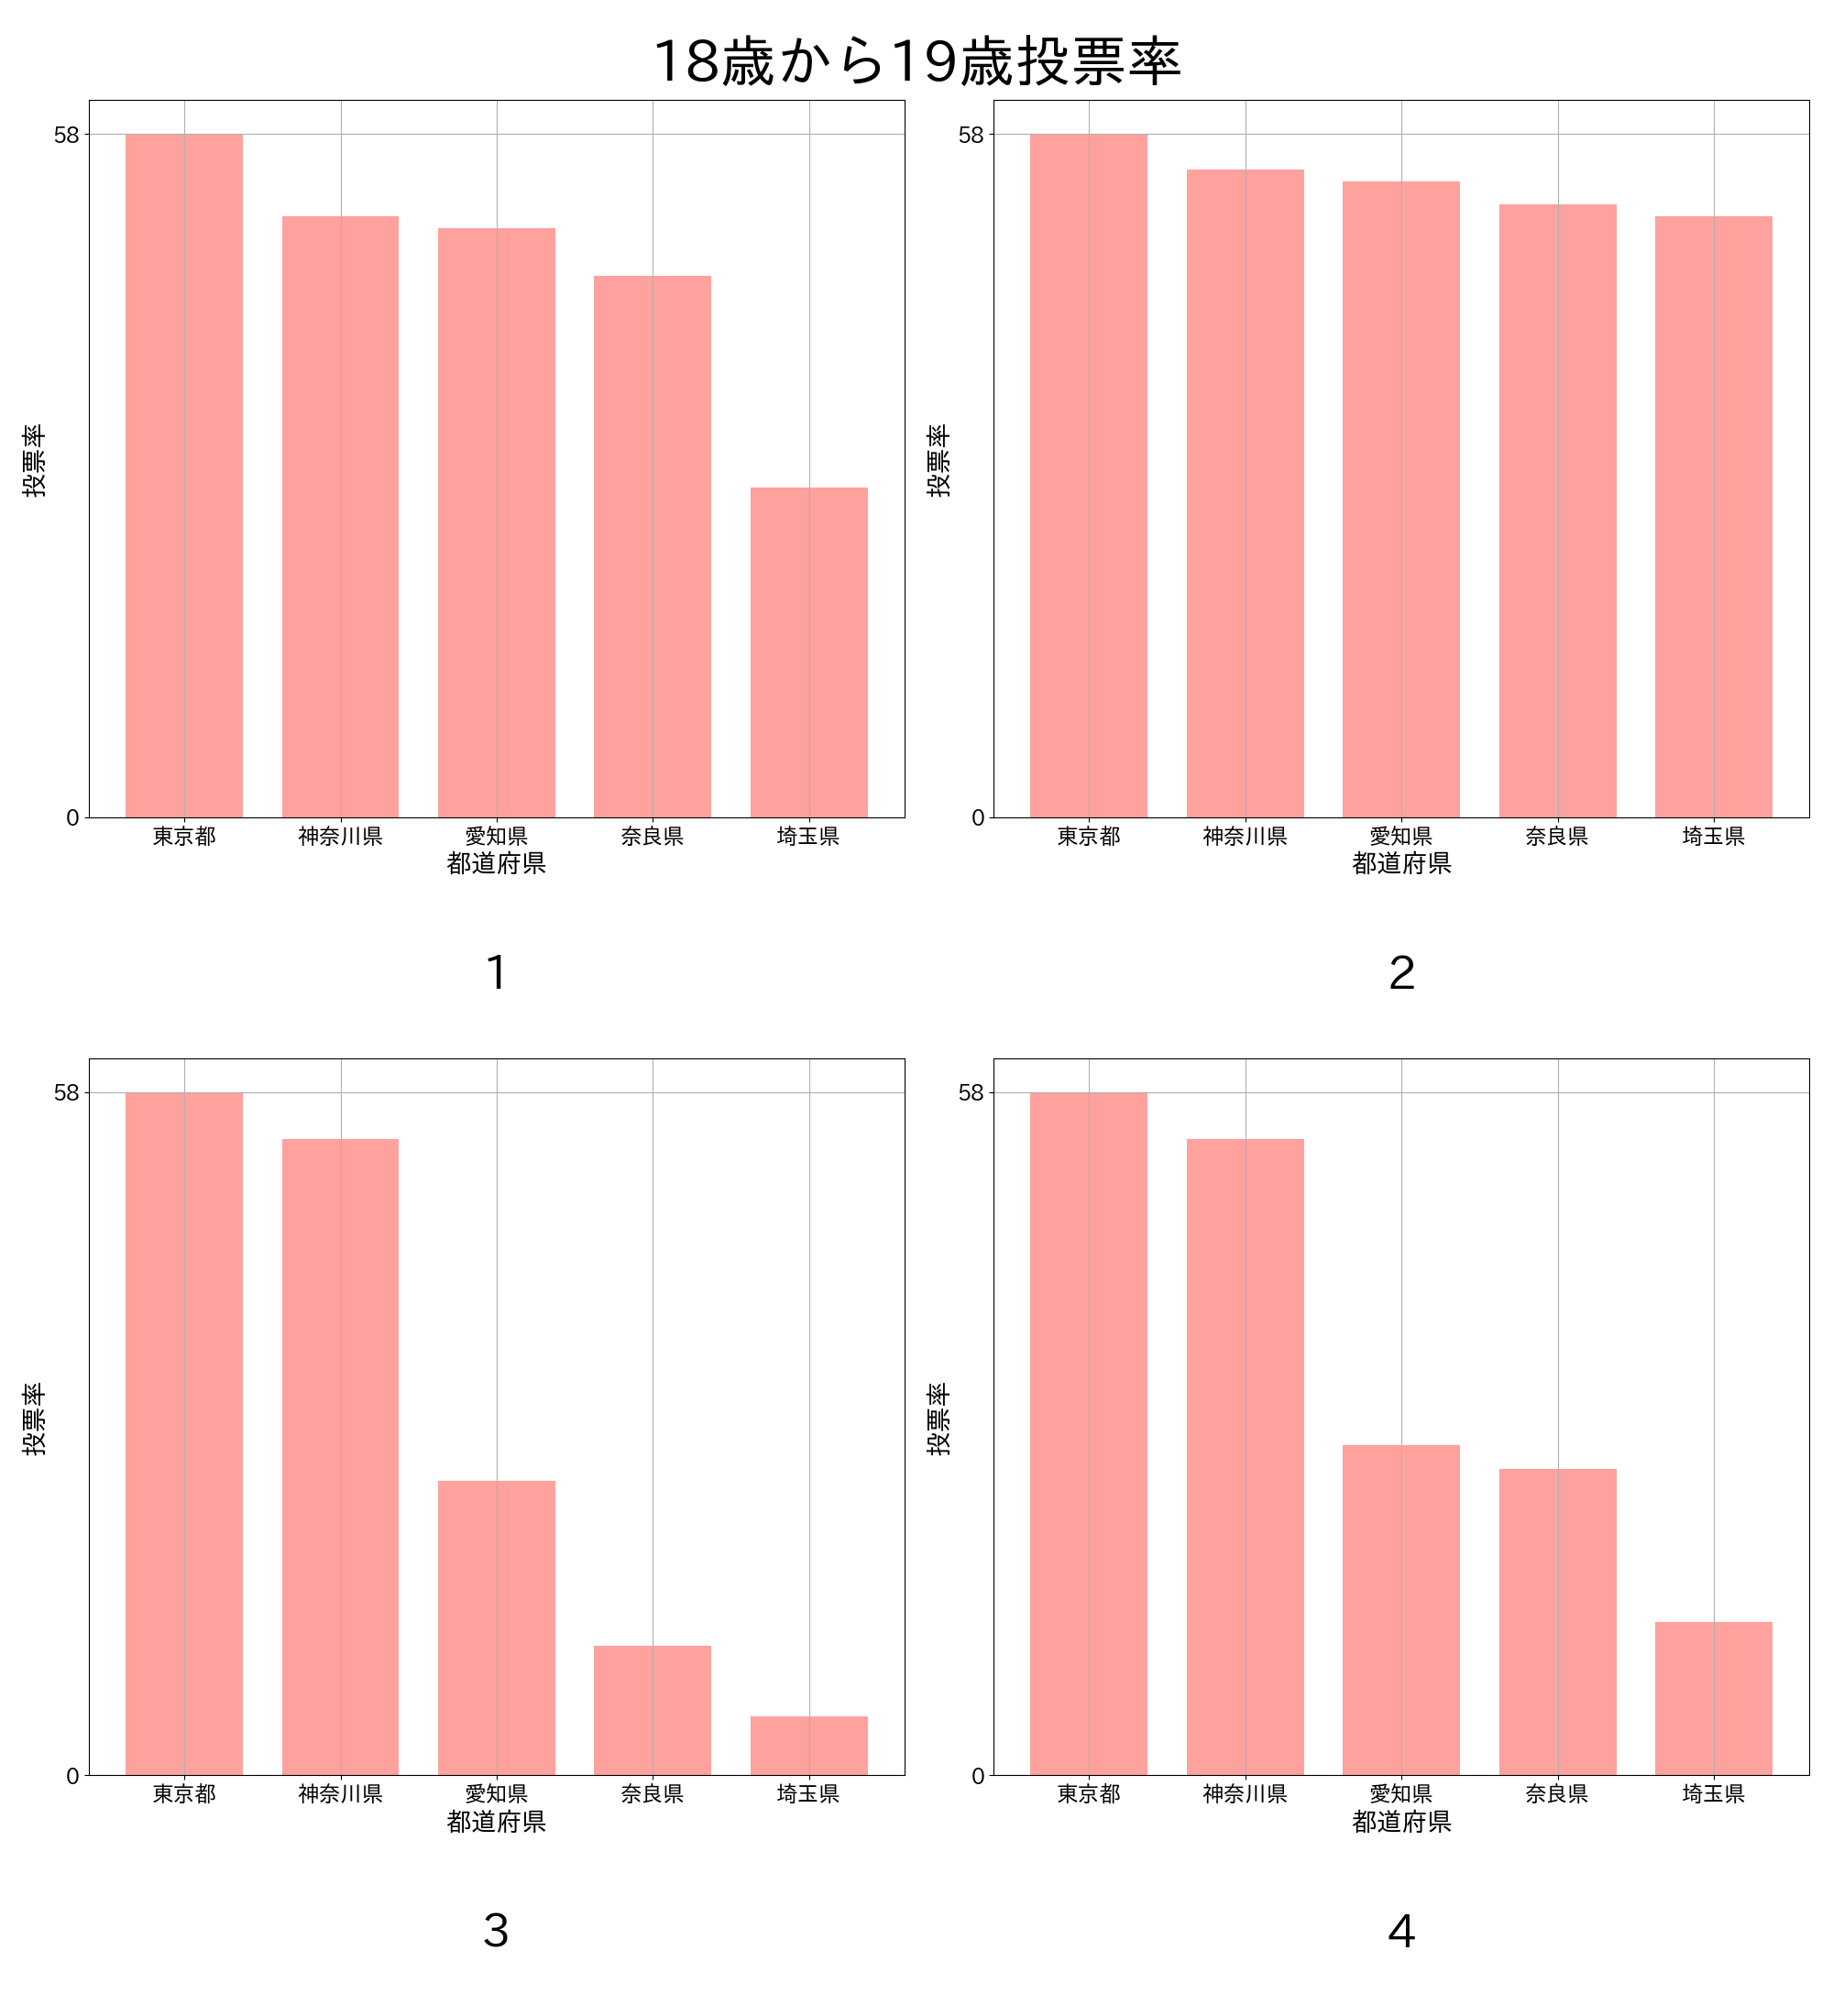 18歳から19歳投票率
58
0
投票率
東京都 神奈川県 愛知県 奈良県 埼玉県
都道府県
1
58
0
投票率
東京都 神奈川県 愛知県 奈良県 埼玉県
都道府県
2
58
0
投票率
東京都 神奈川県 愛知県 奈良県 埼玉県
都道府県
3
58
0
投票率
東京都 神奈川県 愛知県 奈良県 埼玉県
都道府県
4